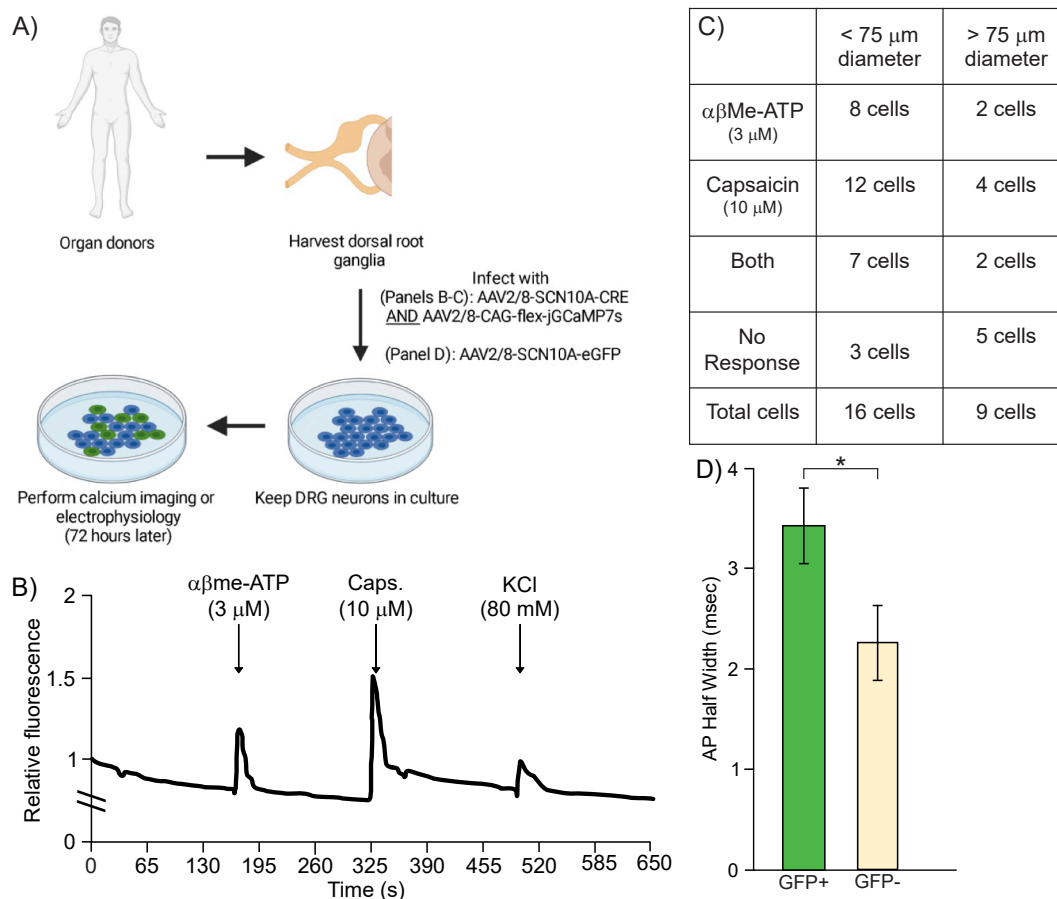 A)
Organ donors
Harvest dorsal root
ganglia
Infect with
(Panels B-C): AAV2/8-SCN10A-CRE
AND AAV2/8-CAG-flex-jGCaMP7s
(Panel D): AAV2/8-SCN10A-eGFP
Perform calcium imaging or
electrophysiology
(72 hours later)
Keep DRG neurons in culture
B)
αβme-ATP
(3 μM)
Caps.
(10 μM)
KCl
(80 mM)
Relative fluorescence
2
1.5
1
0
0 65 130 195 260 325 390 455 520 585 650
Time (s)
C)
< 75 μm
diameter
> 75 μm
diameter
αβMe-ATP
(3 μM)
8 cells
2 cells
Capsaicin
(10 μM)
12 cells
4 cells
Both
7 cells
2 cells
No
Response
3 cells
5 cells
Total cells
16 cells
9 cells
D)
*
AP Half Width (msec)
4
3
2
1
0
GFP+ GFP-